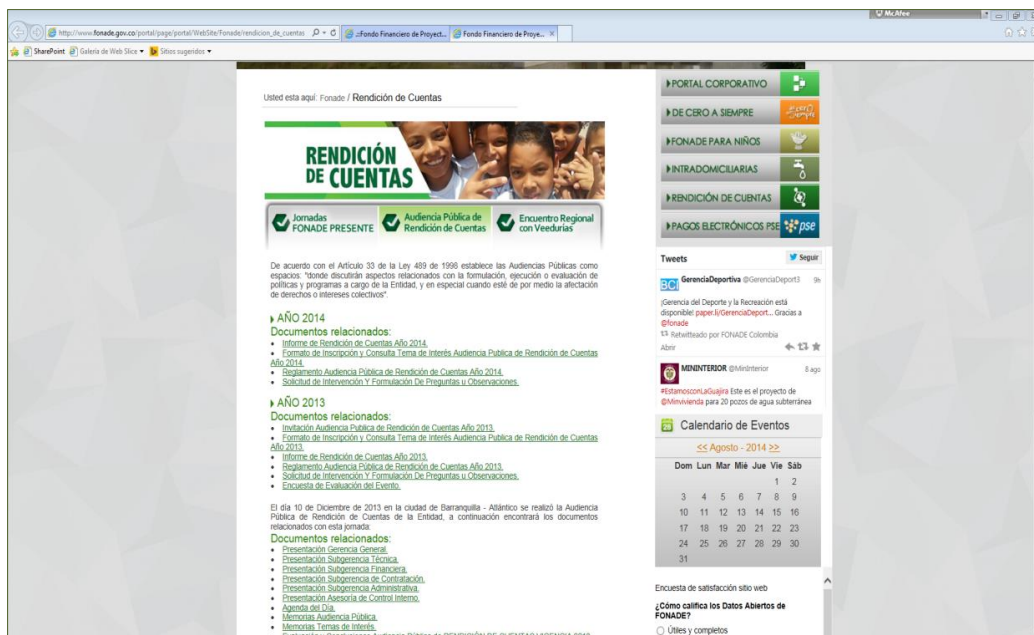 McAfee
http://www.fonade.gov.co/portal/page/portal/WebSite/Fonade/rendicion_de_cuentas
.::Fondo Financiero de Proyect...
Fondo Financiero de Proye...
SharePoint
Galería de Web Slice
Sitios sugeridos
Usted esta aquí: Fonade / Rendición de Cuentas
RENDICIÓN
DE CUENTAS
Jornadas
FONADE PRESENTE
Audiencia Pública de
Rendición de Cuentas
Encuentro Regional
con Veedurías
De acuerdo con el Artículo 33 de la Ley 489 de 1998 establece las Audiencias Públicas como
espacios: "donde discutirán aspectos relacionados con la formulación, ejecución o evaluación de
políticas y programas a cargo de la Entidad, y en especial cuando esté de por medio la afectación
de derechos o intereses colectivos".
AÑO 2014
Documentos relacionados:
Informe de Rendición de Cuentas Año 2014.
Formato de Inscripción y Consulta Tema de Interés Audiencia Publica de Rendición de Cuentas
Año 2014.
Reglamento Audiencia Pública de Rendición de Cuentas Año 2014.
Solicitud de Intervención Y Formulación De Preguntas u Observaciones.
AÑO 2013
Documentos relacionados:
Invitación Audiencia Publica de Rendición de Cuentas Año 2013.
Formato de Inscripción y Consulta Tema de Interés Audiencia Publica de Rendición de Cuentas
Año 2013.
Informe de Rendición de Cuentas Año 2013.
Reglamento Audiencia Pública de Rendición de Cuentas Año 2013.
Solicitud de Intervención Y Formulación De Preguntas u Observaciones.
Encuesta de Evaluación del Evento.
El día 10 de Diciembre de 2013 en la ciudad de Barranquilla - Atlántico se realizó la Audiencia
Pública de Rendición de Cuentas de la Entidad, a continuación encontrará los documentos
relacionados con esta jornada:
Documentos relacionados:
Presentación Gerencia General.
Presentación Subgerencia Técnica.
Presentación Subgerencia Financiera.
Presentación Subgerencia de Contratación.
Presentación Subgerencia Administrativa.
Presentación Asesoría de Control Interno.
Agenda del Día.
Memorias Audiencia Pública.
Memorias Temas de Interés.
PORTAL CORPORATIVO
DE CERO A SIEMPRE
FONADE PARA NIÑOS
INTRADOMICILIARIAS
RENDICIÓN DE CUENTAS
PAGOS ELECTRÓNICOS PSE
pse
Tweets
Seguir
GerenciaDeportiva @GerenciaDeport3 9h
¡Gerencia del Deporte y la Recreación está
disponible! paper.li/GerenciaDeport... Gracias a
@fonade
Retwitteado por FONADE Colombia
Abrir
MININTERIOR @MinInterior 8 ago
#EstamosconLaGuajira Este es el proyecto de
@Minvivienda para 20 pozos de agua subterránea
Calendario de Eventos
<< Agosto - 2014 >>
Dom Lun Mar Mié Jue Vie Sáb
1 2
3 4 5 6 7 8 9
10 11 12 13 14 15 16
17 18 19 20 21 22 23
24 25 26 27 28 29 30
31
Encuesta de satisfacción sitio web
¿Cómo califica los Datos Abiertos de
FONADE?
Útiles y completos